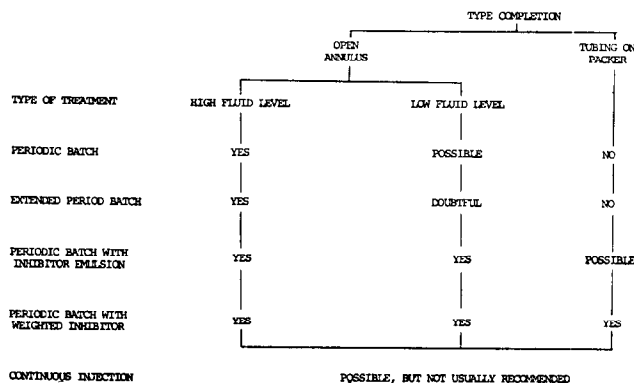 TYPE COMPLETION
OPEN
ANNULUS
TUBING ON
PACKER
TYPE OF TREATMENT HIGH FLUID LEVEL LOW FLUID LEVEL
PERIODIC BATCH YES POSSIBLE NO
EXTENDED PERIOD BATCH YES DOUBTFUL NO
PERIODIC BATCH WITH
INHIBITOR EMULSION YES YES POSSIBLE
PERIODIC BATCH WITH
WEIGHTED INHIBITOR YES YES YES
CONTINUOUS INJECTION POSSIBLE, BUT NOT USUALLY RECOMMENDED